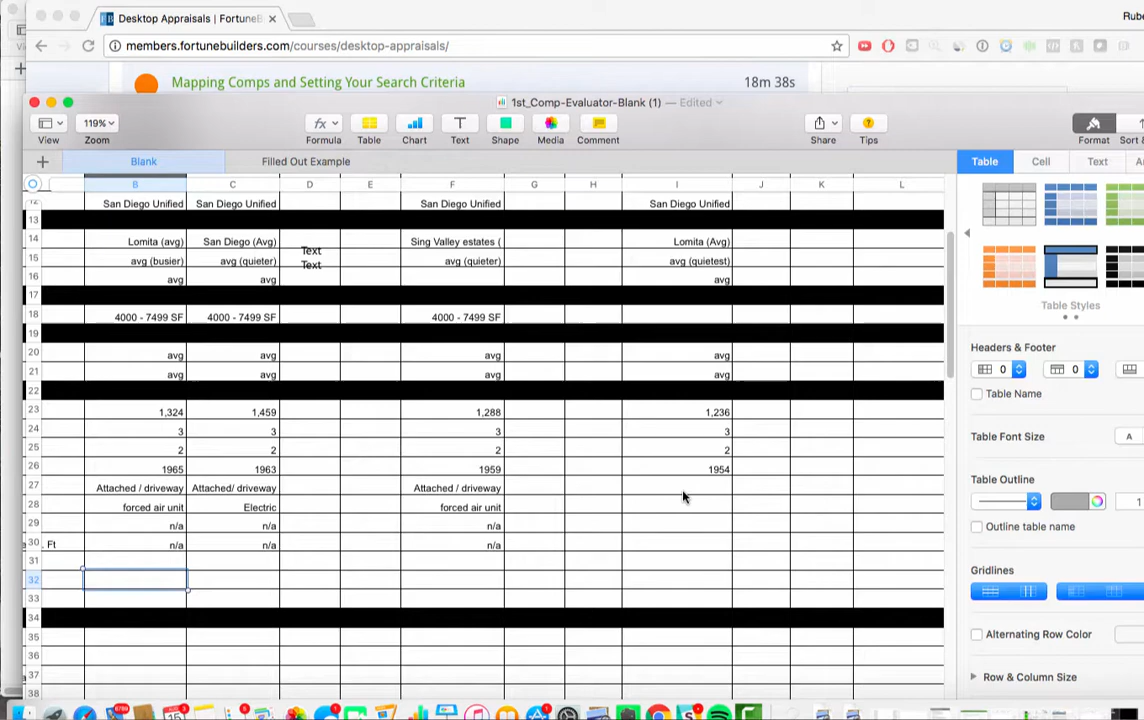 Desktop Appraisals | FortuneB
Rube
members.fortunebuilders.com/courses/desktop-appraisals/
Mapping Comps and Setting Your Search Criteria 18m 38s
1st_Comp-Evaluator-Blank (1) — Edited
119%
View Zoom Formula Table Chart Text Shape Media Comment Share Tips Format Sort &
Blank Filled Out Example Table Cell Text
B C D E F G H I J K L
12 San Diego Unified San Diego Unified San Diego Unified San Diego Unified
13
14 Lomita (avg) San Diego (Avg) Text Sing Valley estates ( Lomita (Avg)
15 avg (busier) avg (quieter) Text avg (quieter) avg (quietest)
16 avg avg avg
17
18 4000 - 7499 SF 4000 - 7499 SF 4000 - 7499 SF
19
20 avg avg avg avg
21 avg avg avg avg
22
23 1,324 1,459 1,288 1,236
24 3 3 3 3
25 2 2 2 2
26 1965 1963 1959 1954
27 Attached / driveway Attached/ driveway Attached / driveway
28 forced air unit Electric forced air unit
29 n/a n/a n/a
30 . Ft n/a n/a n/a
31
32
33
34
35
36
37
38
Table Styles
Headers & Footer
0 0
Table Name
Table Font Size A
Table Outline
1
Outline table name
Gridlines
Alternating Row Color
Row & Column Size